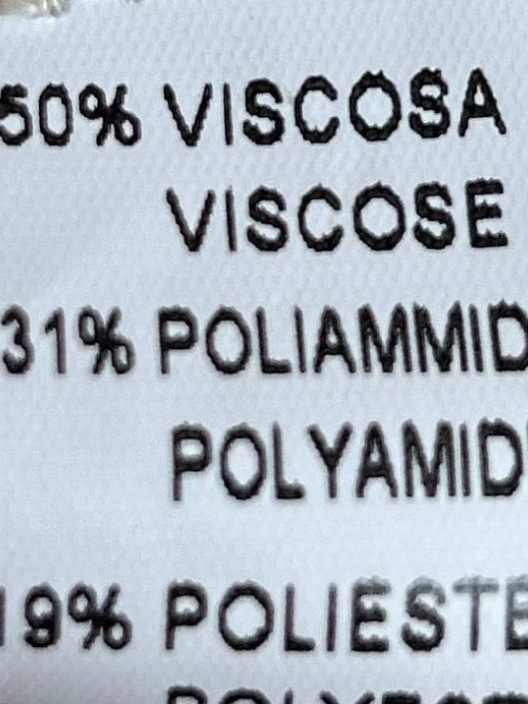 50% VISCOSA
VISCOSE
31% POLIAMMID
POLYAMID
19% POLIESTE